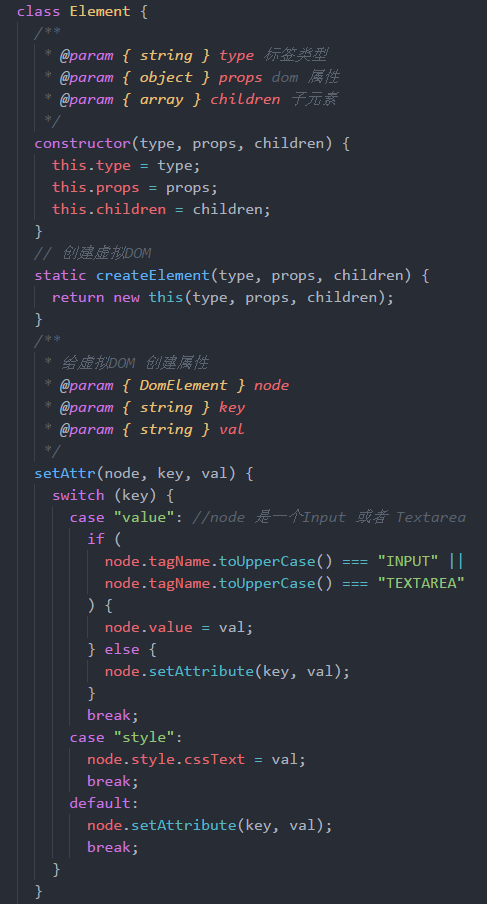 class Element {
  /**
   * @param { string } type 标签类型
   * @param { object } props dom 属性
   * @param { array } children 子元素
   */
  constructor(type, props, children) {
    this.type = type;
    this.props = props;
    this.children = children;
  }
  // 创建虚拟DOM
  static createElement(type, props, children) {
    return new this(type, props, children);
  }
  /**
   * 给虚拟DOM 创建属性
   * @param { DomElement } node
   * @param { string } key
   * @param { string } val
   */
  setAttr(node, key, val) {
    switch (key) {
      case "value": //node 是一个Input 或者 Textarea
        if (
          node.tagName.toUpperCase() === "INPUT" ||
          node.tagName.toUpperCase() === "TEXTAREA"
        ) {
          node.value = val;
        } else {
          node.setAttribute(key, val);
        }
        break;
      case "style":
        node.style.cssText = val;
        break;
      default:
        node.setAttribute(key, val);
        break;
    }
  }